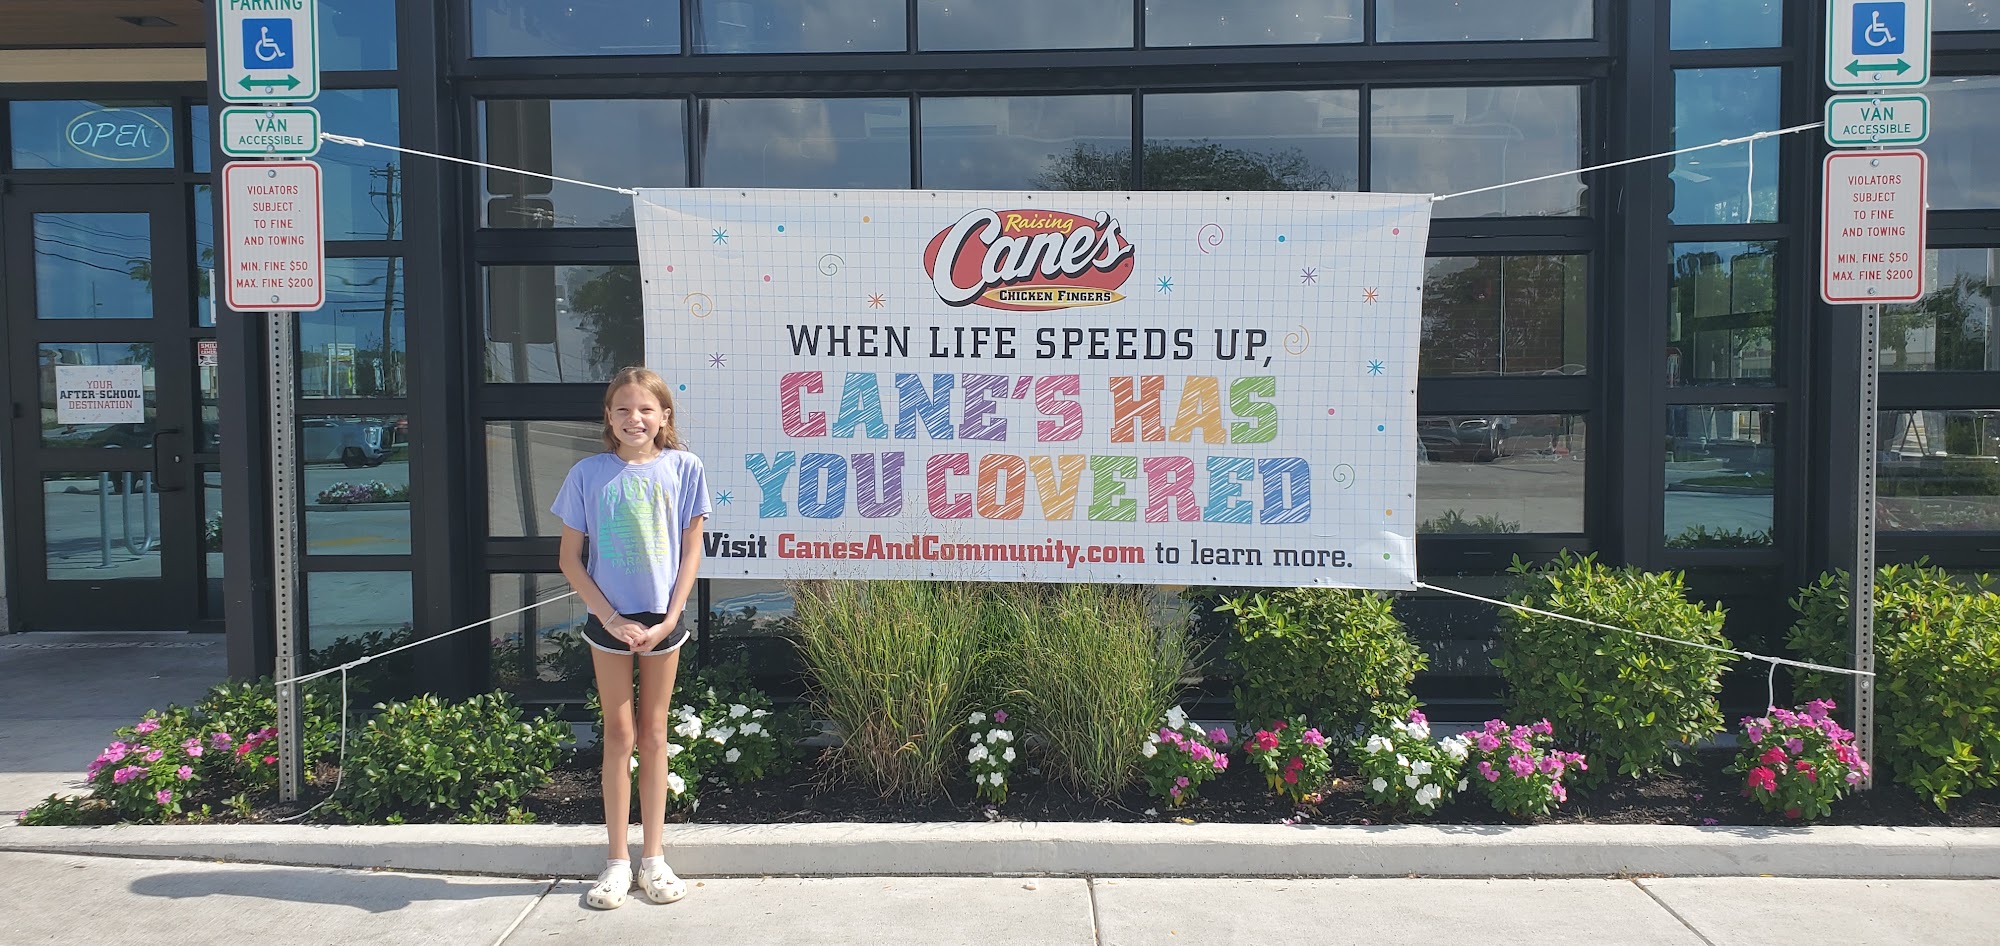 PARKING
VAN
ACCESSIBLE
VIOLATORS
SUBJECT
TO FINE
AND TOWING
MIN. FINE $50
MAX. FINE $200
OPEN
YOUR
AFTER-SCHOOL
DESTINATION
SMILE
Raising
Cane's
CHICKEN FINGERS
WHEN LIFE SPEEDS UP,
CANE'S HAS
YOU COVERED
Visit CanesAndCommunity.com to learn more.
VAN
ACCESSIBLE
VIOLATORS
SUBJECT
TO FINE
AND TOWING
MIN. FINE $50
MAX. FINE $200